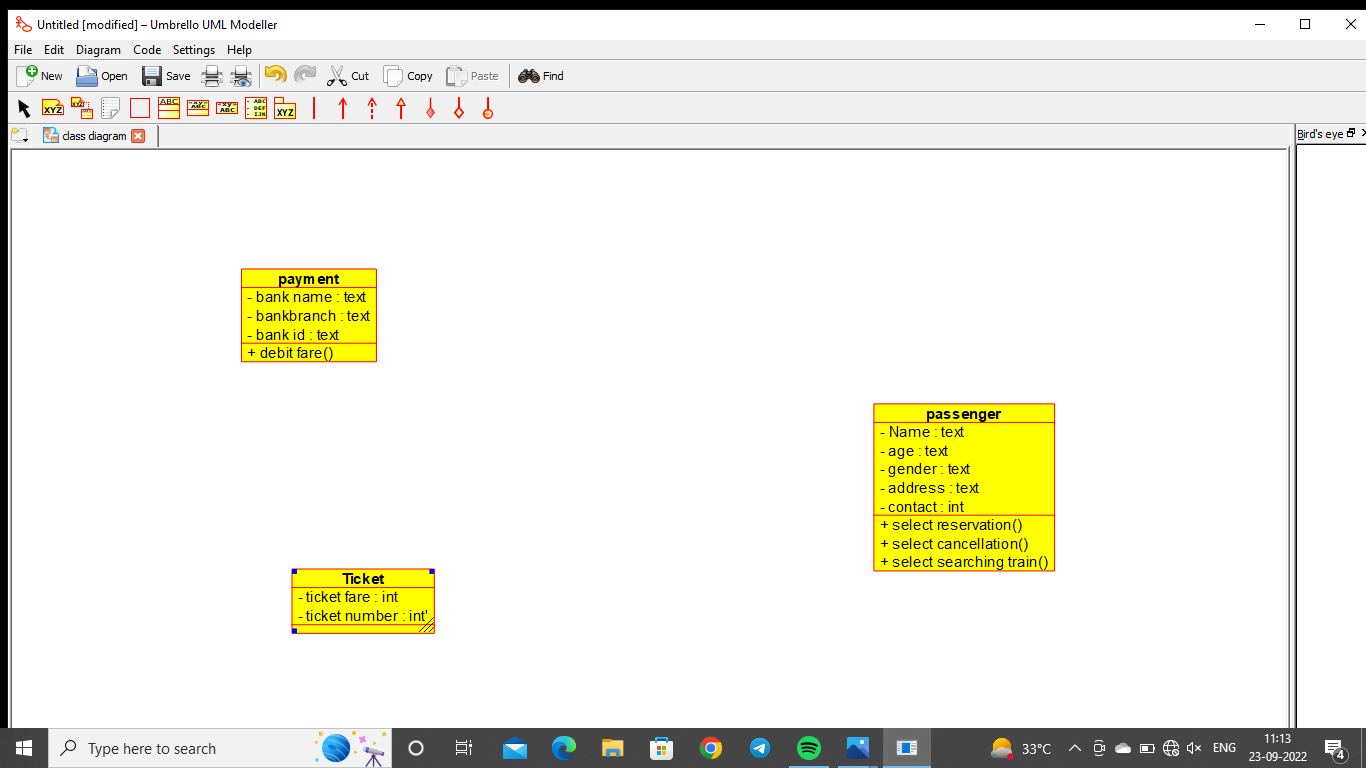 Untitled [modified] – Umbrello UML Modeller
File Edit Diagram Code Settings Help
New Open Save Cut Copy Paste Find
XYZ XYZ ABC xy ABC xy ABC ABC DEF IJK XYZ
class diagram
Bird's eye
payment
- bank name : text
- bankbranch : text
- bank id : text
+ debit fare()
passenger
- Name : text
- age : text
- gender : text
- address : text
- contact : int
+ select reservation()
+ select cancellation()
+ select searching train()
Ticket
- ticket fare : int
- ticket number : int'
Type here to search
33°C
ENG
11:13
23-09-2022
4